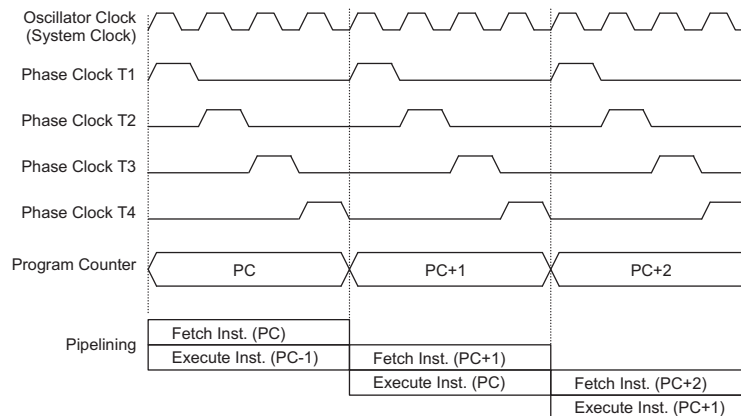 Oscillator Clock
(System Clock)
Phase Clock T1
Phase Clock T2
Phase Clock T3
Phase Clock T4
Program Counter
PC
PC+1
PC+2
Pipelining
Fetch Inst. (PC)
Execute Inst. (PC-1)
Fetch Inst. (PC+1)
Execute Inst. (PC)
Fetch Inst. (PC+2)
Execute Inst. (PC+1)